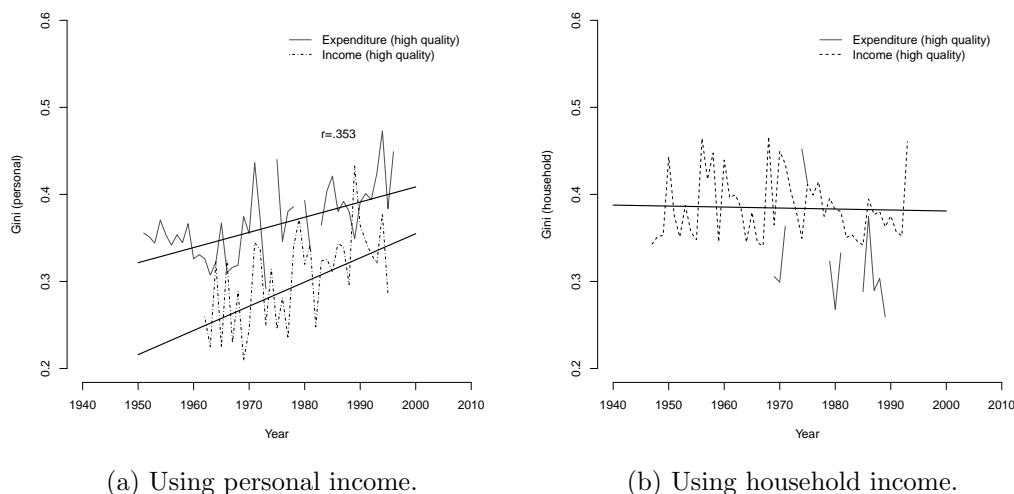 0.6
0.5
0.4
0.3
0.2
Gini (personal)
Expenditure (high quality)
Income (high quality)
r=.353
1940 1950 1960 1970 1980 1990 2000 2010
Year
(a) Using personal income.
0.6
0.5
0.4
0.3
0.2
Gini (household)
Expenditure (high quality)
Income (high quality)
1940 1950 1960 1970 1980 1990 2000 2010
Year
(b) Using household income.